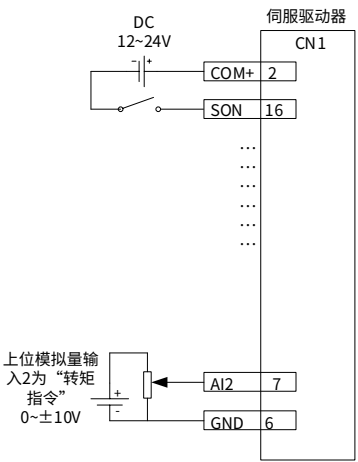 伺服驱动器
DC
12~24V
CN1
- +
COM+ 2
SON 16
...
...
...
...
...
...
上位模拟量输
入2为“转矩
指令”
0~±10V
+
-
AI2 7
GND 6